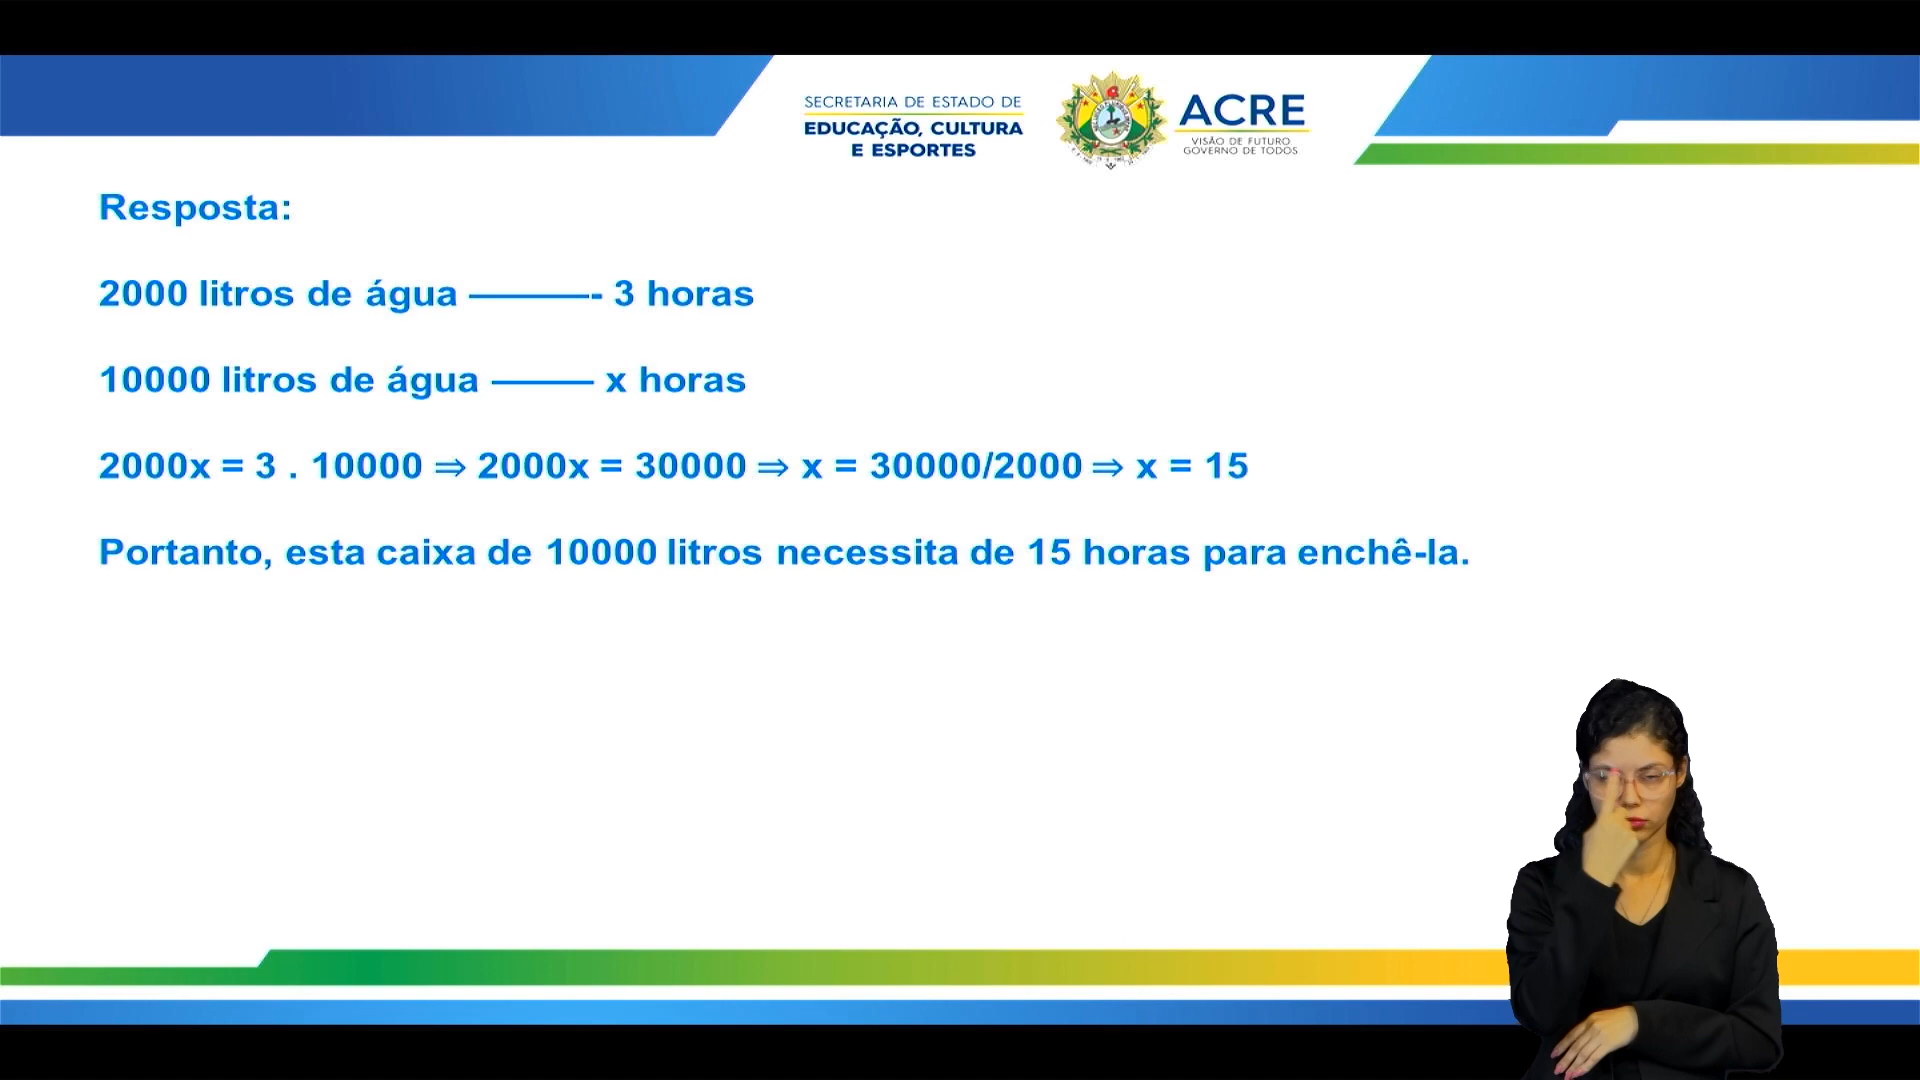 SECRETARIA DE ESTADO DE
EDUCAÇÃO, CULTURA
E ESPORTES
ACRE
VISÃO DE FUTURO
GOVERNO DE TODOS
Resposta:
2000 litros de água ————- 3 horas
10000 litros de água ——— x horas
2000x = 3 . 10000 ⇒ 2000x = 30000 ⇒ x = 30000/2000 ⇒ x = 15
Portanto, esta caixa de 10000 litros necessita de 15 horas para enchê-la.